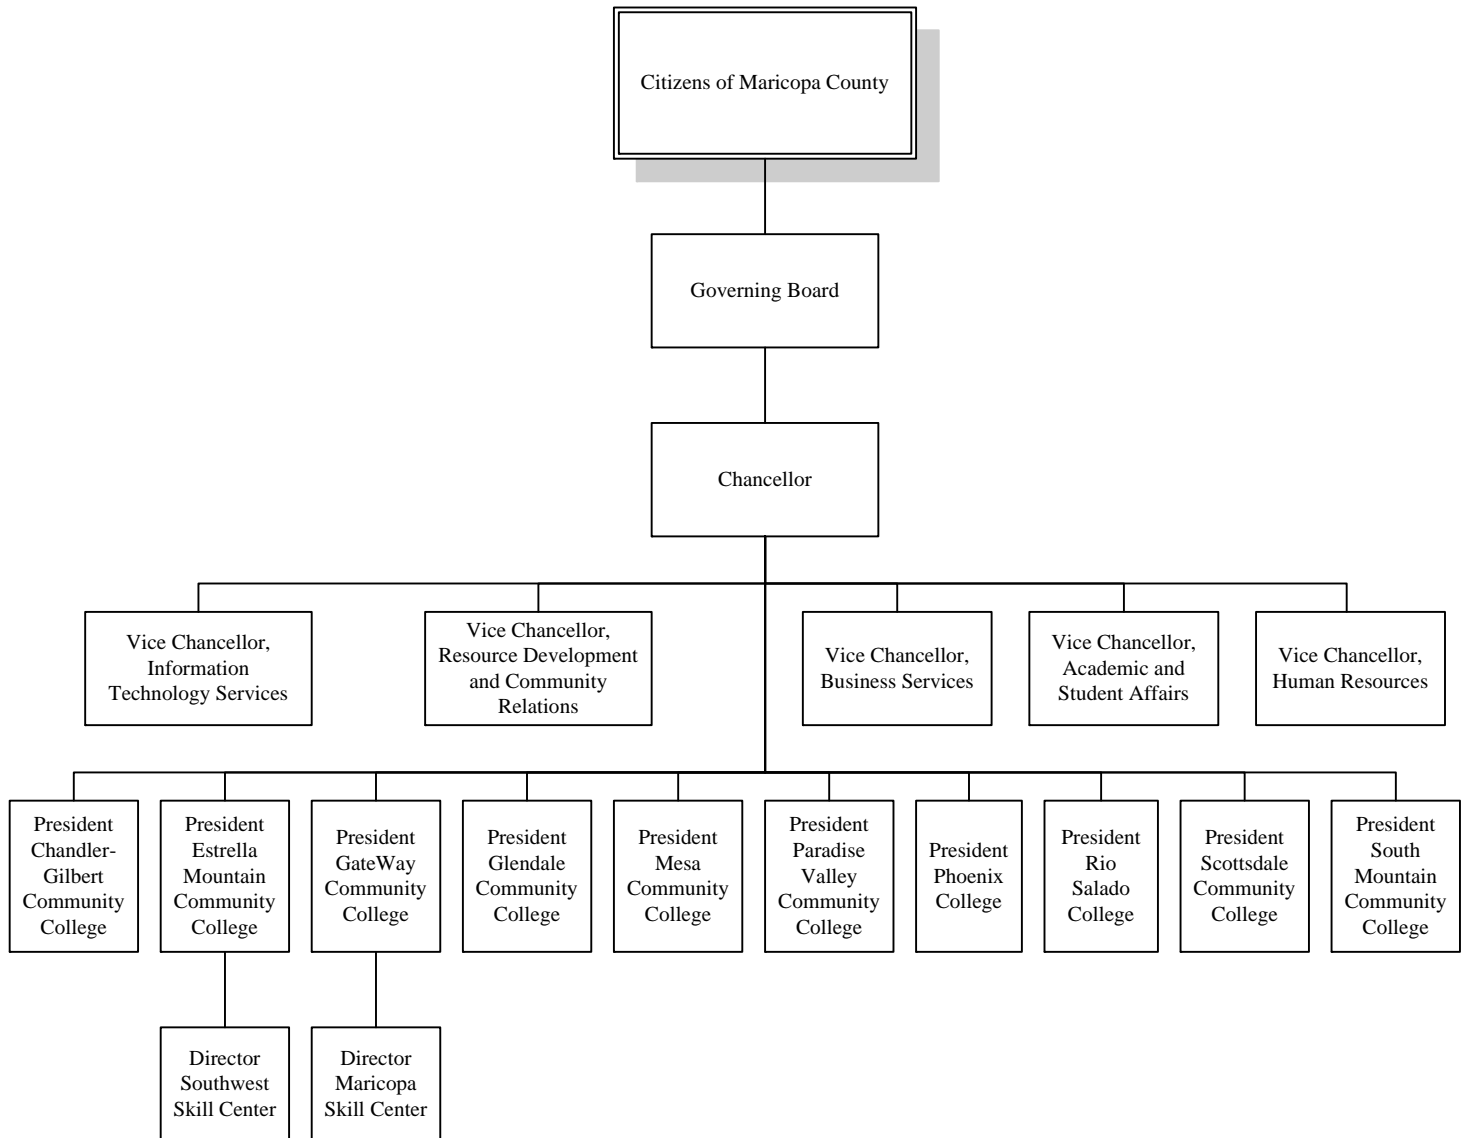 Citizens of Maricopa County
Governing Board
Chancellor
Vice Chancellor,
Information
Technology Services
Vice Chancellor,
Resource Development
and Community
Relations
Vice Chancellor,
Business Services
Vice Chancellor,
Academic and
Student Affairs
Vice Chancellor,
Human Resources
President
Chandler-
Gilbert
Community
College
President
Estrella
Mountain
Community
College
President
GateWay
Community
College
President
Glendale
Community
College
President
Mesa
Community
College
President
Paradise
Valley
Community
College
President
Phoenix
College
President
Rio
Salado
College
President
Scottsdale
Community
College
President
South
Mountain
Community
College
Director
Southwest
Skill Center
Director
Maricopa
Skill Center